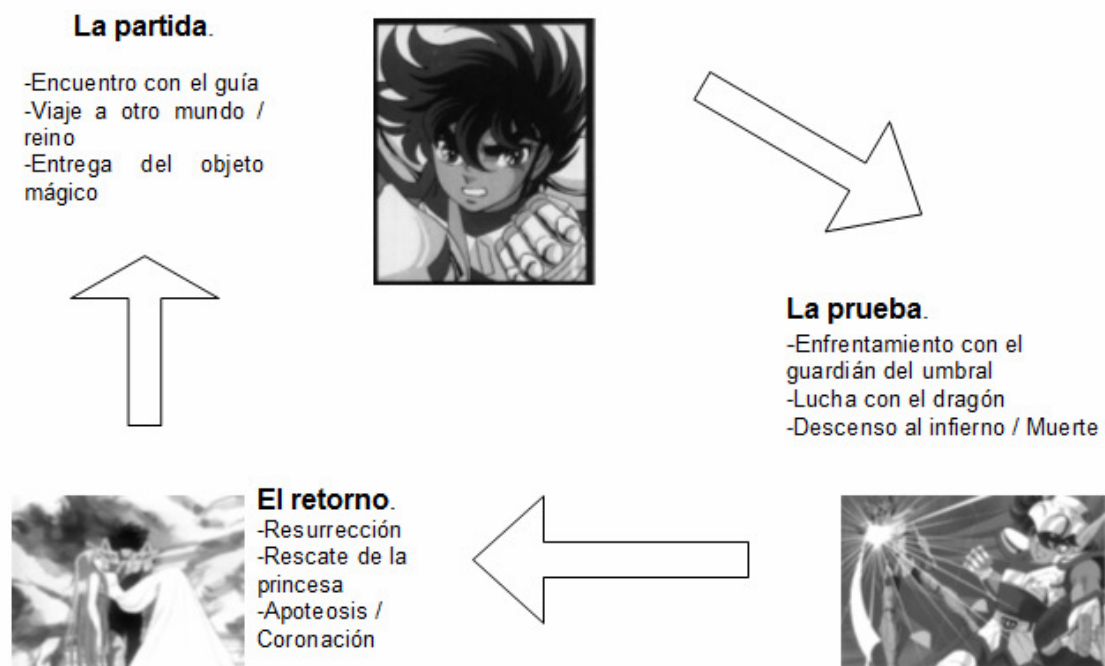 La partida.
-Encuentro con el guía
-Viaje a otro mundo /
reino
-Entrega del objeto
mágico
La prueba.
-Enfrentamiento con el
guardián del umbral
-Lucha con el dragón
-Descenso al infierno / Muerte
El retorno.
-Resurrección
-Rescate de la
princesa
-Apoteosis /
Coronación